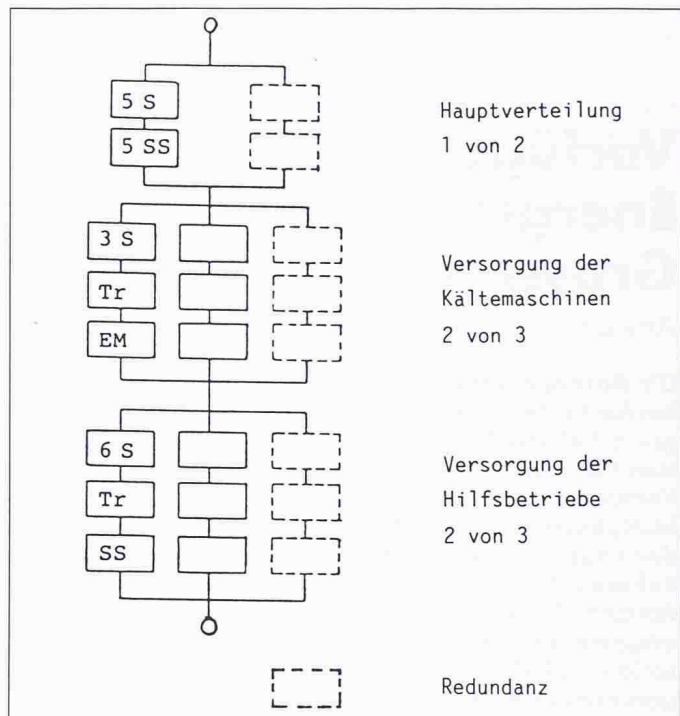 5 S
5 SS
Hauptverteilung
1 von 2
3 S
Tr
EM
Versorgung der
Kältemaschinen
2 von 3
6 S
Tr
SS
Versorgung der
Hilfsbetriebe
2 von 3
Redundanz